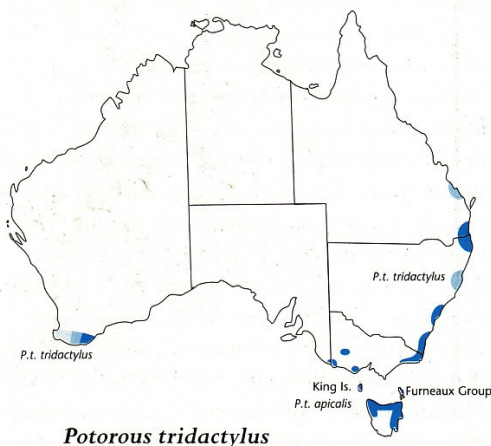 P.t. tridactylus
P.t. tridactylus
King Is.
Furneaux Group
P.t. apicalis
Potorous tridactylus